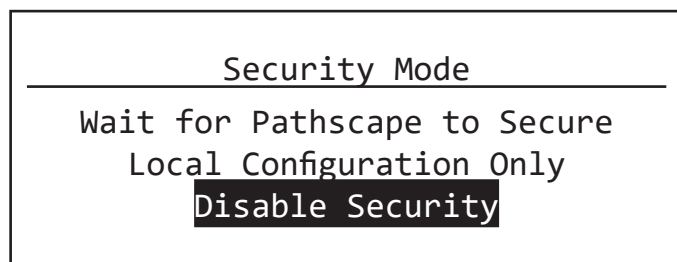 Security Mode
Wait for Pathscape to Secure
Local Configuration Only
Disable Security